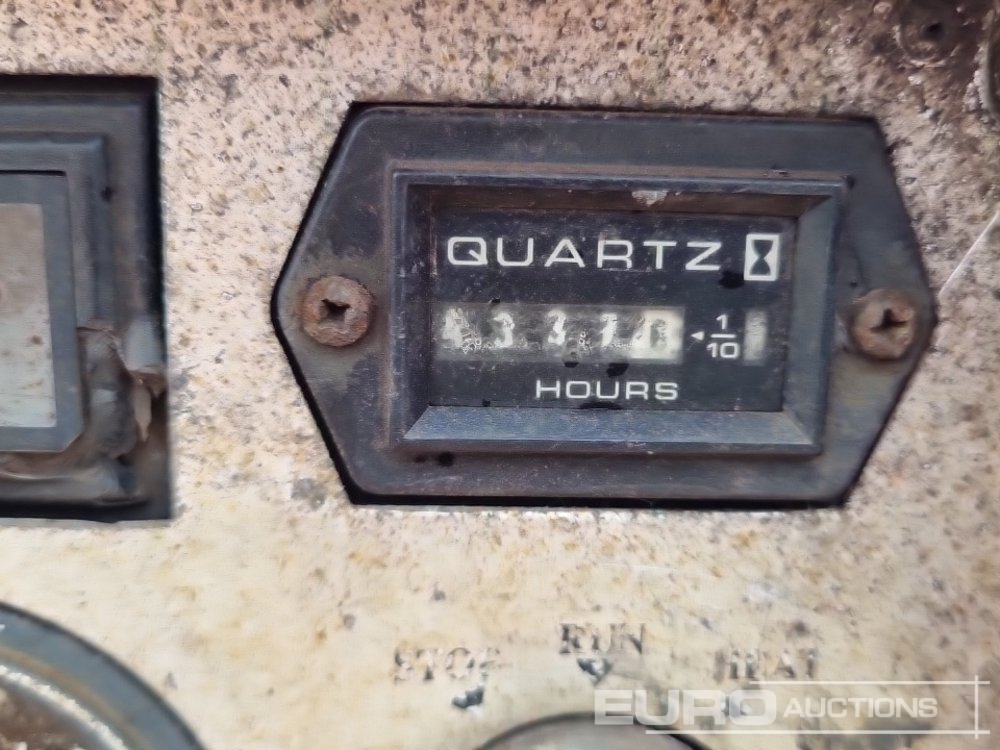 QUARTZ
1/10
HOURS
STOP RUN HEAT
EURO AUCTIONS